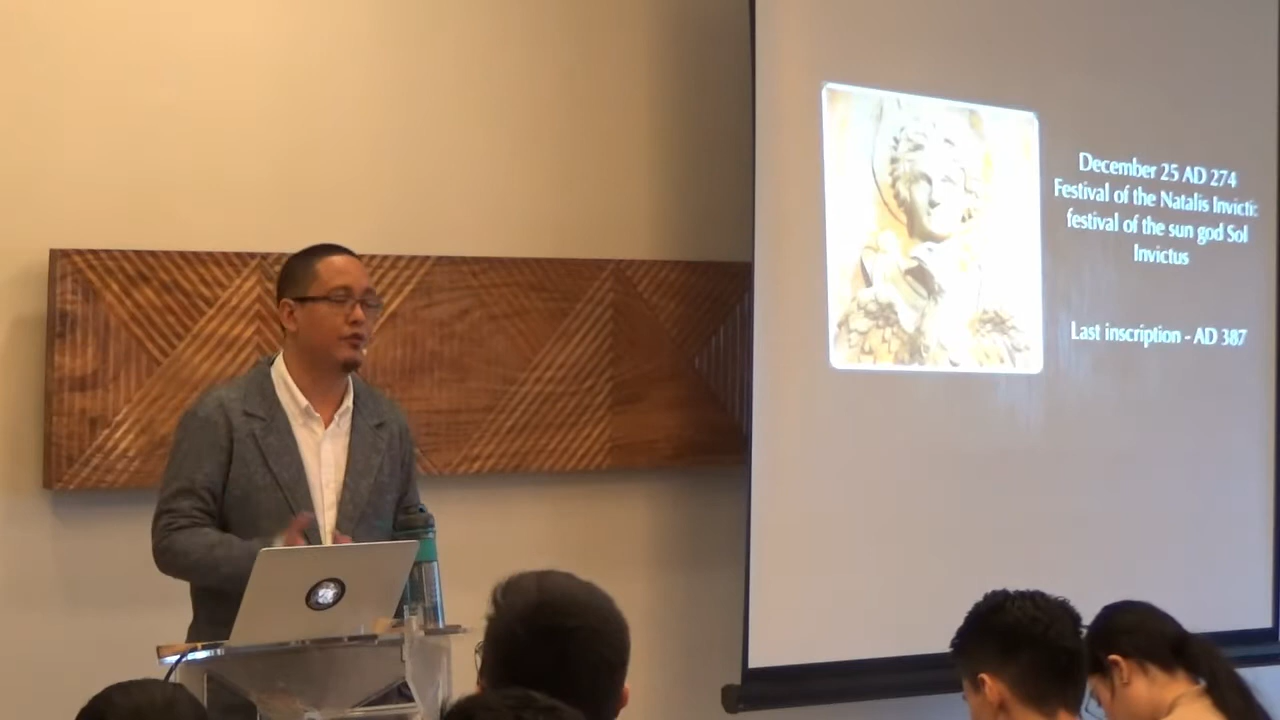 December 25 AD 274
Festival of the Natalis Invicti:
festival of the sun god Sol
Invictus
Last inscription - AD 387